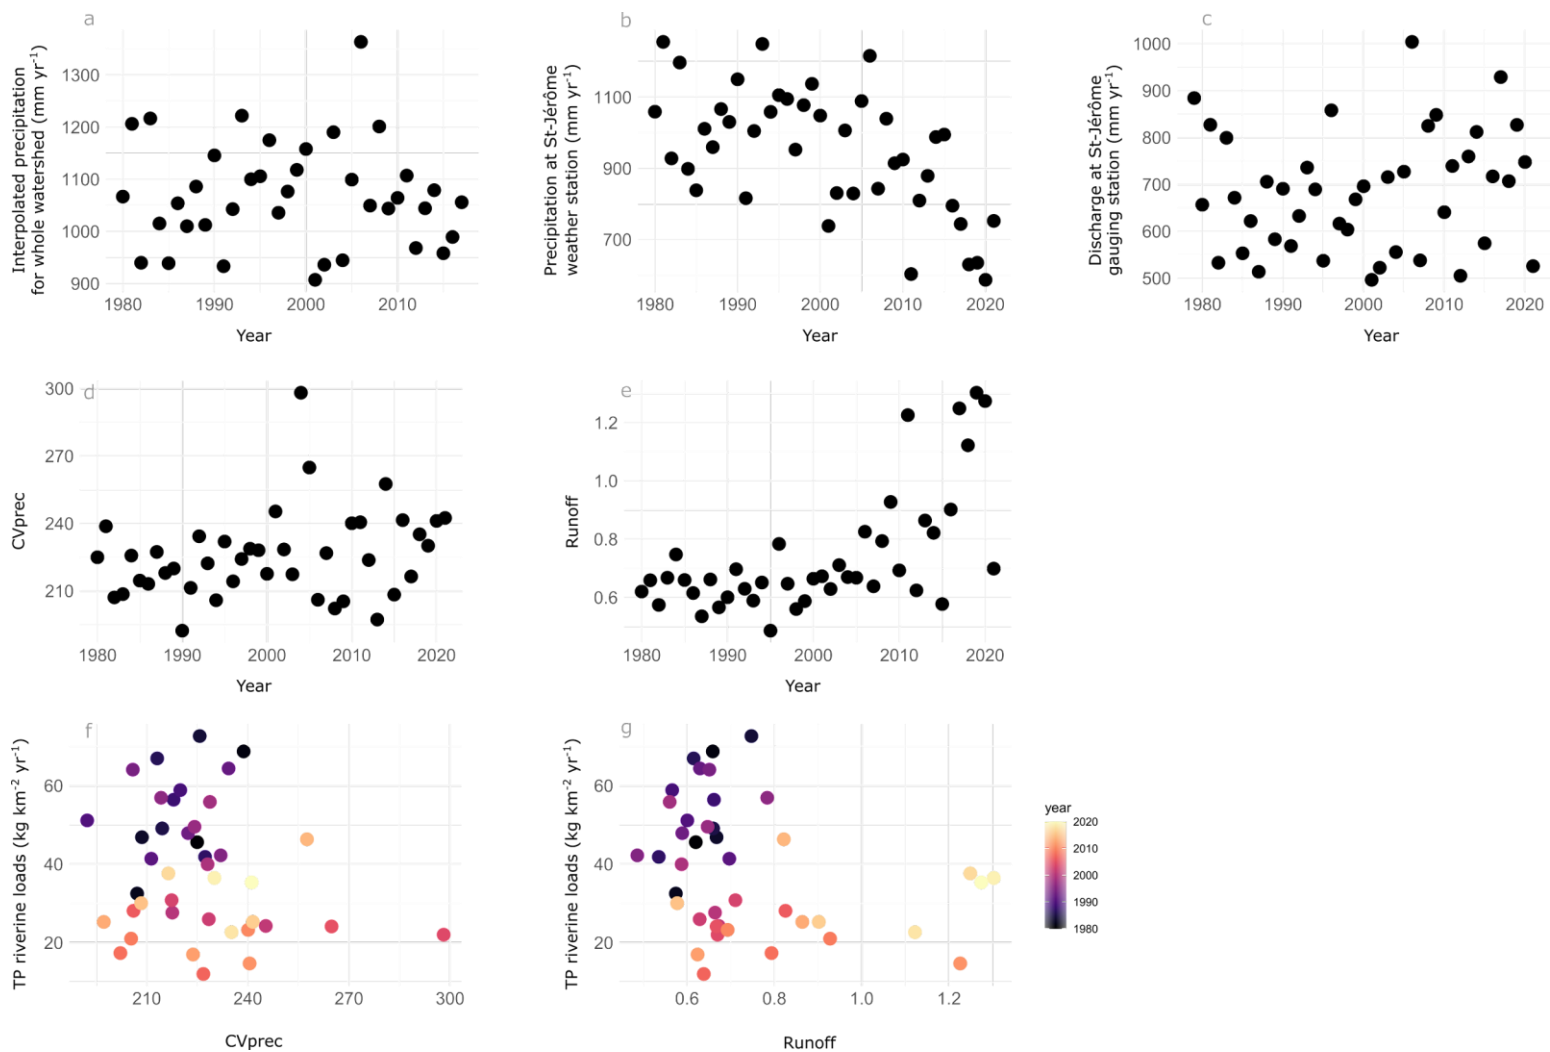 a
Interpolated precipitation
for whole watershed (mm yr-1)
1300
1200
1100
1000
900
1980
1990
2000
2010
Year
b
Precipitation at St-Jérôme
weather station (mm yr-1)
1100
900
700
1980
1990
2000
2010
2020
Year
c
Discharge at St-Jérôme
gauging station (mm yr-1)
1000
900
800
700
600
500
1980
1990
2000
2010
2020
Year
d
CVprec
300
270
240
210
1980
1990
2000
2010
2020
Year
e
Runoff
1.2
1.0
0.8
0.6
1980
1990
2000
2010
2020
Year
f
TP riverine loads (kg km-2 yr-1)
60
40
20
210
240
270
300
CVprec
g
TP riverine loads (kg km-2 yr-1)
60
40
20
0.6
0.8
1.0
1.2
Runoff
year
2020
2010
2000
1990
1980